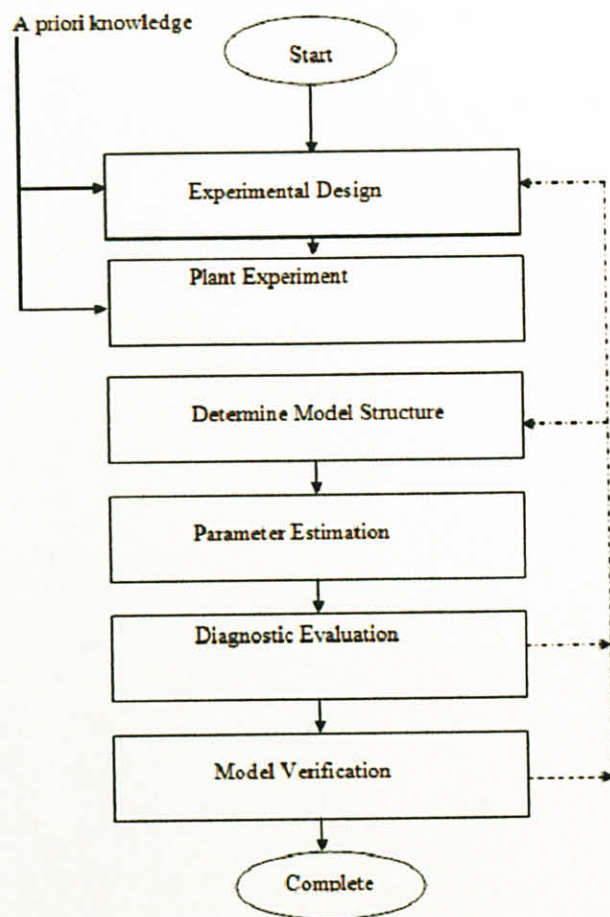 A priori knowledge
Start
Experimental Design
Plant Experiment
Determine Model Structure
Parameter Estimation
Diagnostic Evaluation
Model Verification
Complete